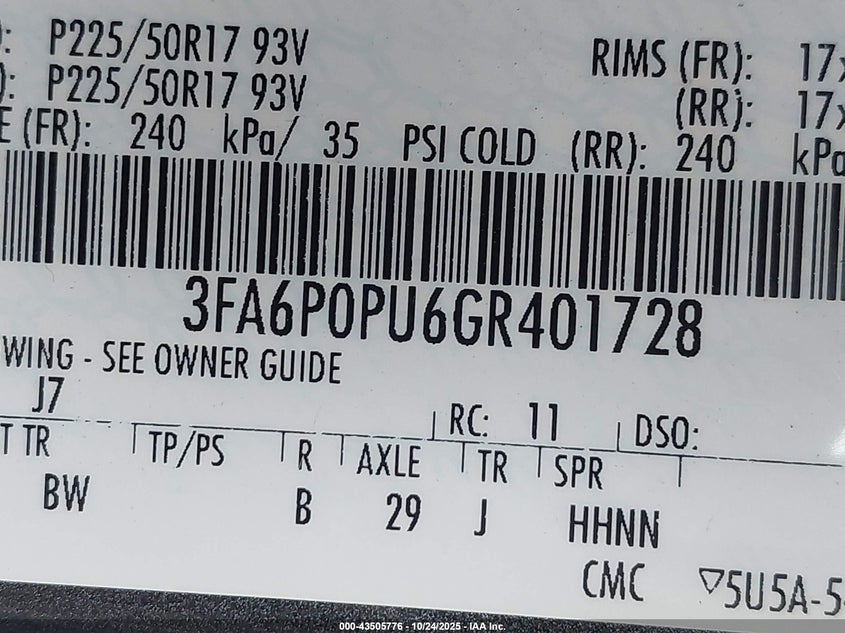 ): P225/50R17 93V RIMS (FR): 17x
): P225/50R17 93V (RR): 17x
E (FR): 240 kPa/ 35 PSI COLD (RR): 240 kPa
3FA6P0PU6GR401728
WING - SEE OWNER GUIDE
J7 RC: 11 DSO:
T TR TP/PS R AXLE TR SPR
BW B 29 J HHNN
CMC ▽5U5A-5
000-43505776 - 10/24/2025 - IAA Inc.